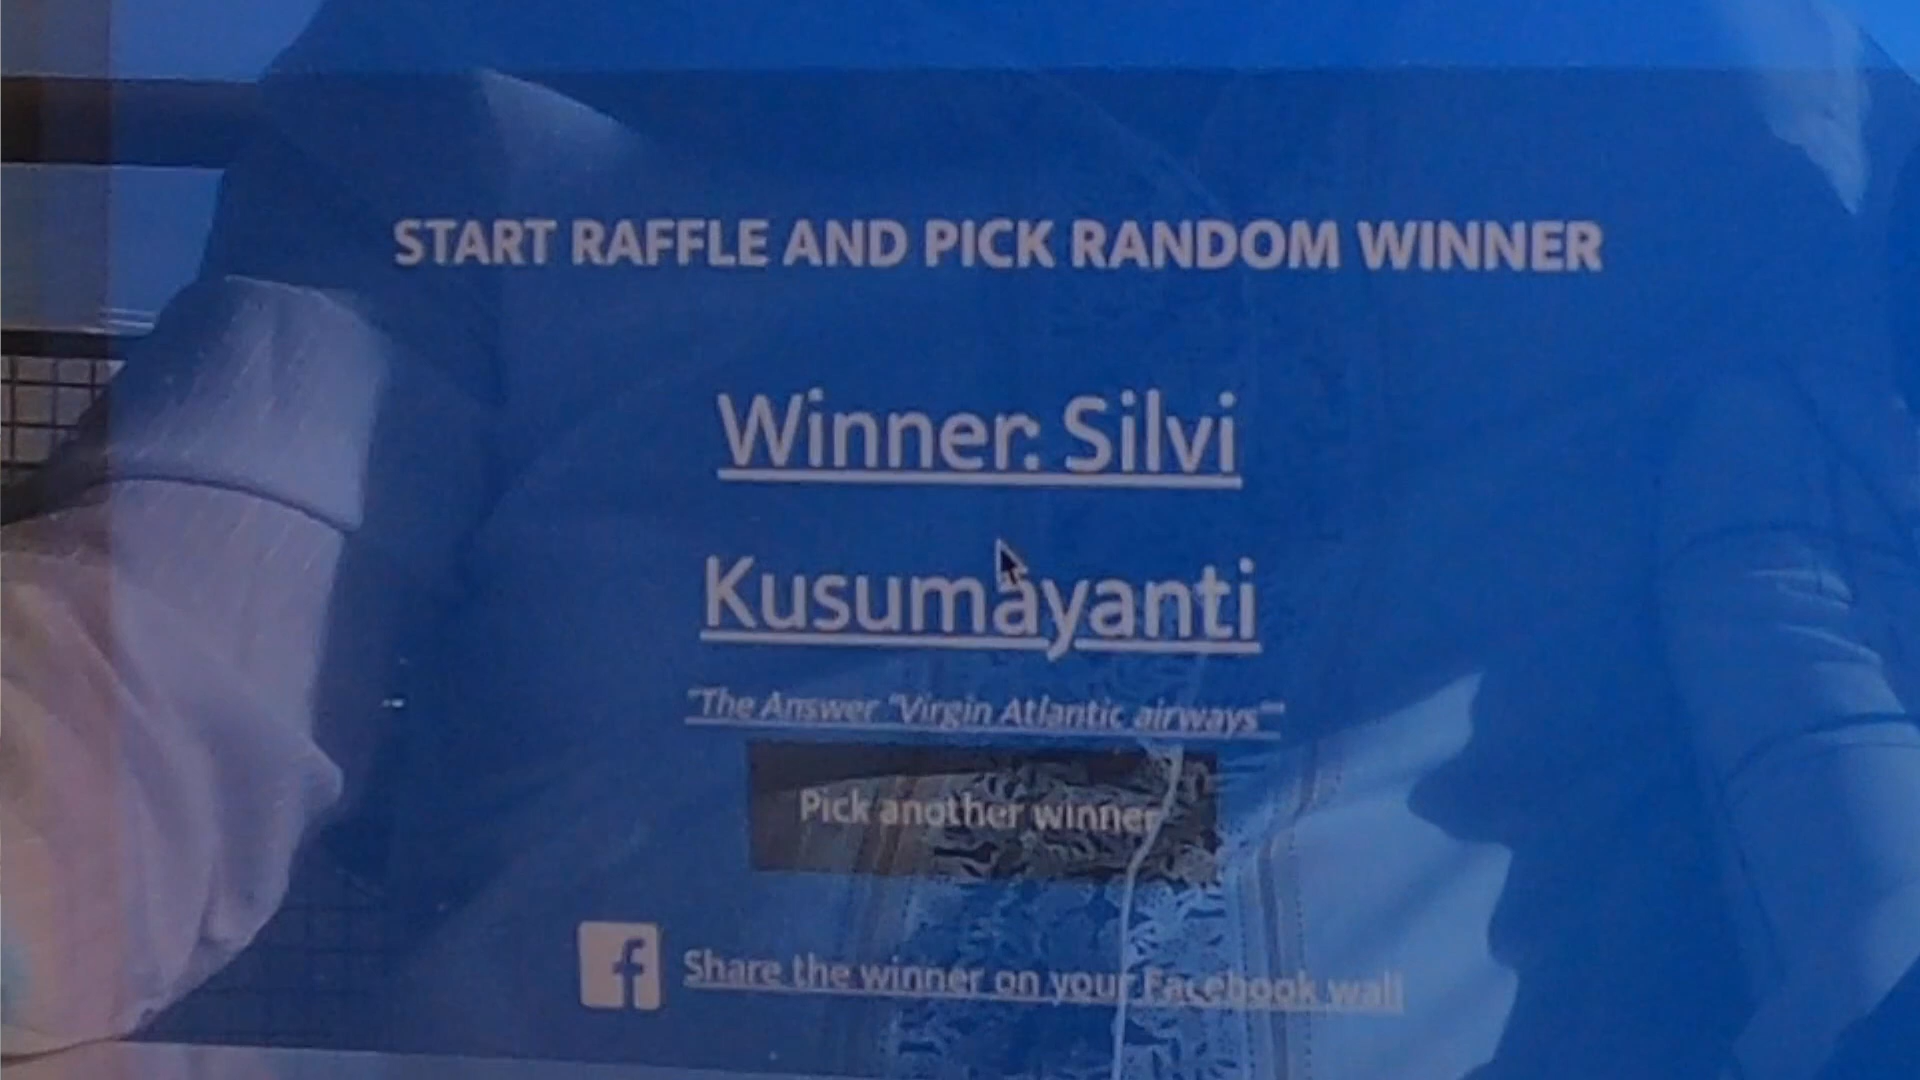 START RAFFLE AND PICK RANDOM WINNER
Winner: Silvi
Kusumayanti
"The Answer "Virgin Atlantic airways""
Pick another winner
f Share the winner on your Facebook wall